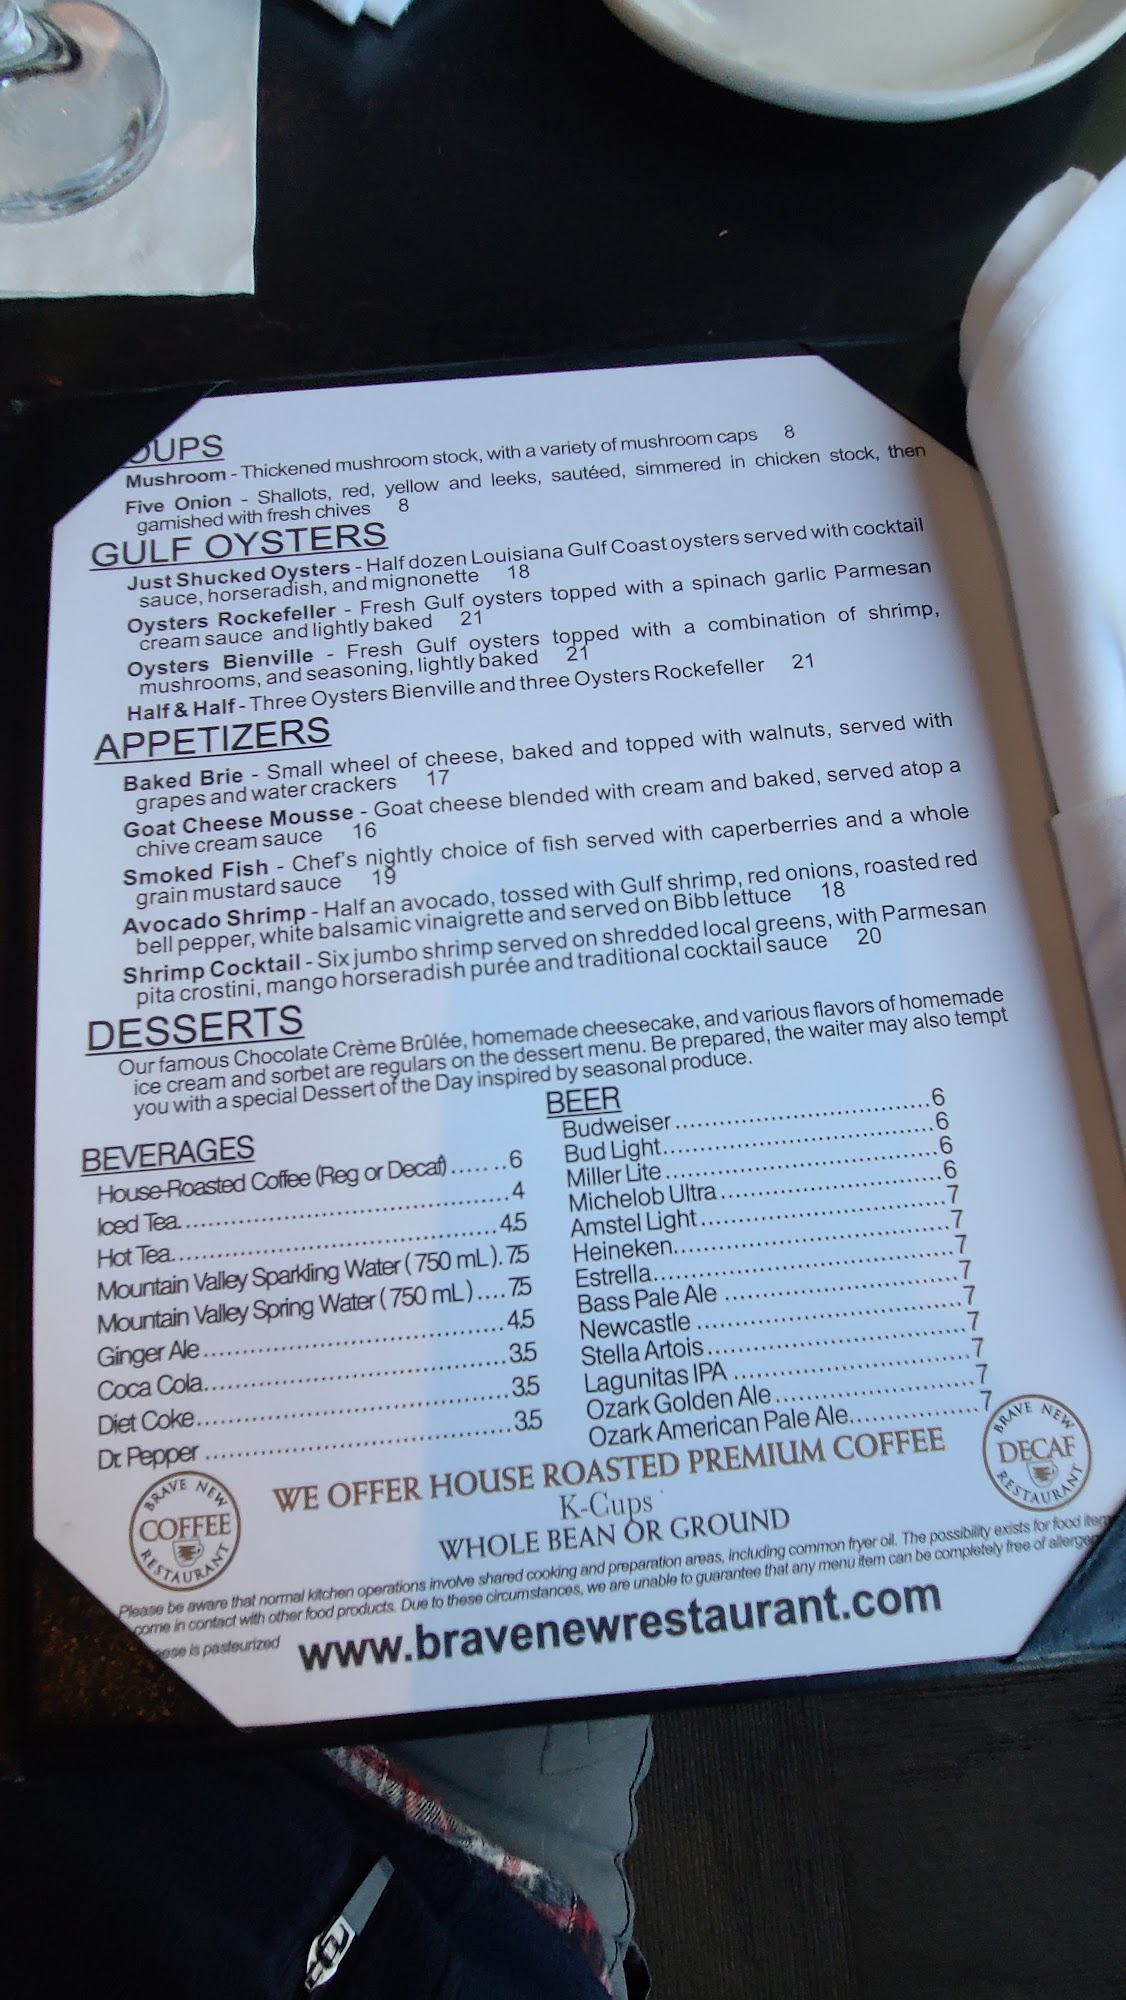 OUPS
Mushroom - Thickened mushroom stock, with a variety of mushroom caps 8
Five Onion - Shallots, red, yellow and leeks, sautéed, simmered in chicken stock, then
garnished with fresh chives 8
GULF OYSTERS
Just Shucked Oysters - Half dozen Louisiana Gulf Coast oysters served with cocktail
sauce, horseradish, and mignonette 18
Oysters Rockefeller - Fresh Gulf oysters topped with a spinach garlic Parmesan
cream sauce and lightly baked 21
Oysters Bienville - Fresh Gulf oysters topped with a combination of shrimp,
mushrooms, and seasoning, lightly baked 21
Half & Half - Three Oysters Bienville and three Oysters Rockefeller 21
APPETIZERS
Baked Brie - Small wheel of cheese, baked and topped with walnuts, served with
grapes and water crackers 17
Goat Cheese Mousse - Goat cheese blended with cream and baked, served atop a
chive cream sauce 16
Smoked Fish - Chef's nightly choice of fish served with caperberries and a whole
grain mustard sauce 19
Avocado Shrimp - Half an avocado, tossed with Gulf shrimp, red onions, roasted red
bell pepper, white balsamic vinaigrette and served on Bibb lettuce 18
Shrimp Cocktail - Six jumbo shrimp served on shredded local greens, with Parmesan
pita crostini, mango horseradish purée and traditional cocktail sauce 20
DESSERTS
Our famous Chocolate Crème Brûlée, homemade cheesecake, and various flavors of homemade
ice cream and sorbet are regulars on the dessert menu. Be prepared, the waiter may also tempt
you with a special Dessert of the Day inspired by seasonal produce.
BEVERAGES
House-Roasted Coffee (Reg or Decaf).......6
Iced Tea........................................4
Hot Tea.......................................4.5
Mountain Valley Sparkling Water ( 750 mL ). 7.5
Mountain Valley Spring Water ( 750 mL )....7.5
Ginger Ale....................................4.5
Coca Cola....................................3.5
Diet Coke.....................................3.5
Dr. Pepper....................................3.5
BEER
Budweiser..............................6
Bud Light................................6
Miller Lite...............................6
Michelob Ultra........................6
Amstel Light..........................7
Heineken..............................7
Estrella.................................7
Bass Pale Ale.......................7
Newcastle............................7
Stella Artois..........................7
Lagunitas IPA.......................7
Ozark Golden Ale..................7
Ozark American Pale Ale..................7
WE OFFER HOUSE ROASTED PREMIUM COFFEE
K-Cups
WHOLE BEAN OR GROUND
BRAVE NEW
COFFEE
RESTAURANT
BRAVE NEW
DECAF
RESTAURANT
Please be aware that normal kitchen operations involve shared cooking and preparation areas, including common fryer oil. The possibility exists for food item
come in contact with other food products. Due to these circumstances, we are unable to guarantee that any menu item can be completely free of allergen
is pasteurized
www.bravenewrestaurant.com